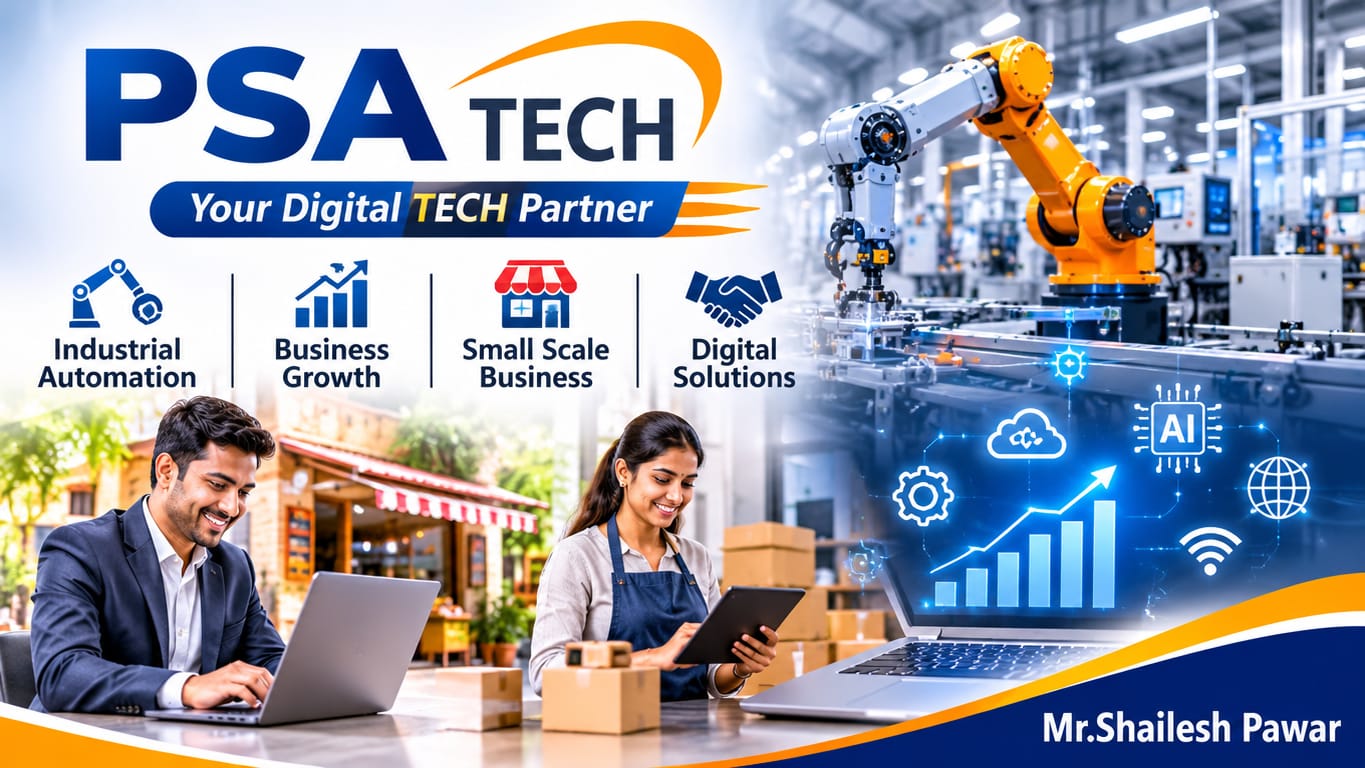 PSA TECH
Your Digital TECH Partner
Industrial Automation
Business Growth
Small Scale Business
Digital Solutions
AI
Mr.Shailesh Pawar